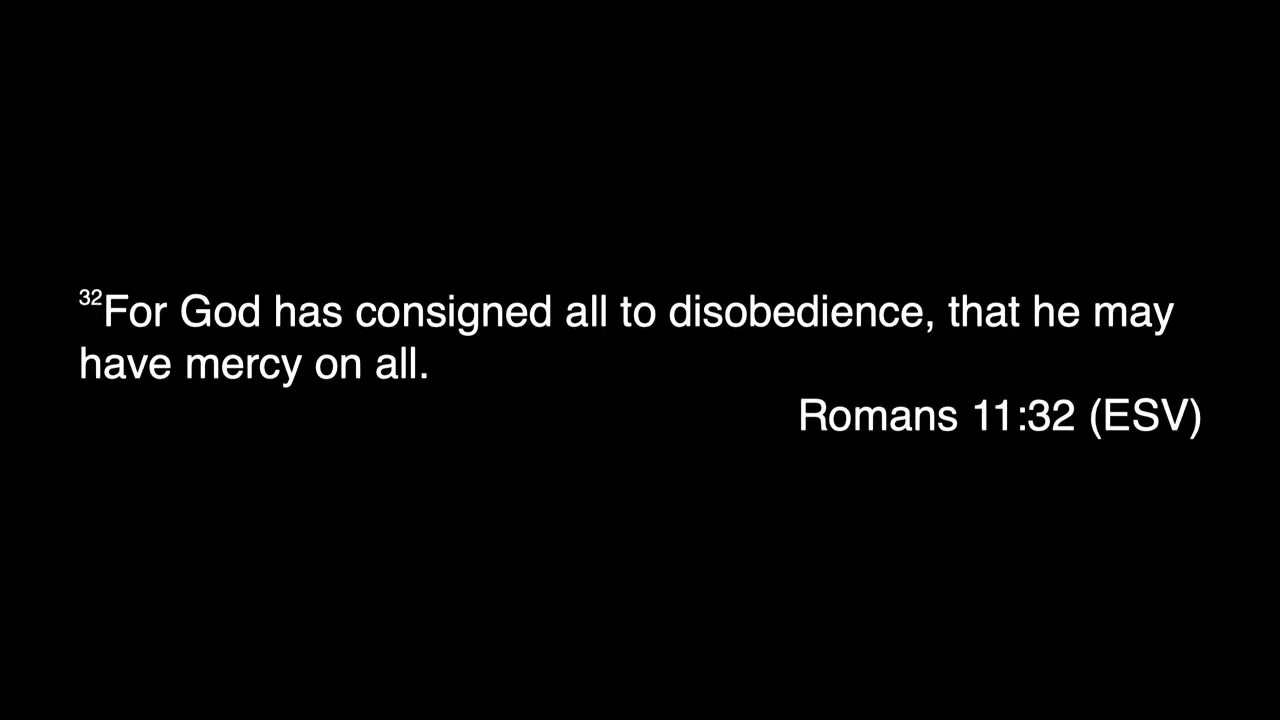 32For God has consigned all to disobedience, that he may
have mercy on all.
Romans 11:32 (ESV)